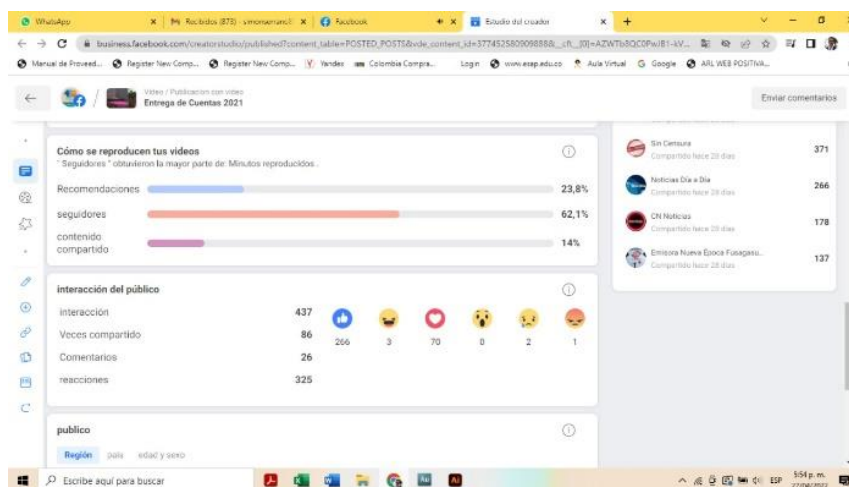 WhatsApp
Recibidos (873) - simonserranc
Facebook
Estudio del creador
business.facebook.com/creatorstudio/published?content_table=POSTED_POSTS
Manual de Proveed...
Register New Comp...
Register New Comp...
Yandex
Colombia Compra...
Login
www.esap.edu.co
Aula Virtual
Google
ARL WEB POSITIVA...
Video / Publicación con video
Entrega de Cuentas 2021
Enviar comentarios
Cómo se reproducen tus videos
" Seguidores " obtuvieron la mayor parte de: Minutos reproducidos .
Recomendaciones 23,8%
seguidores 62,1%
contenido
compartido 14%
interacción del público
interacción 437
Veces compartido 86
Comentarios 26
reacciones 325
266 3 70 0 2 1
publico
Región país edad y sexo
Sin Censura 371
Compartido hace 28 días
Noticias Día a Día 266
Compartido hace 28 días
CN Noticias 178
Compartido hace 28 días
Emisora Nueva Época Fusagasu... 137
Compartido hace 28 días
Escribe aquí para buscar
ESP
5:54 p. m.
22/04/2022